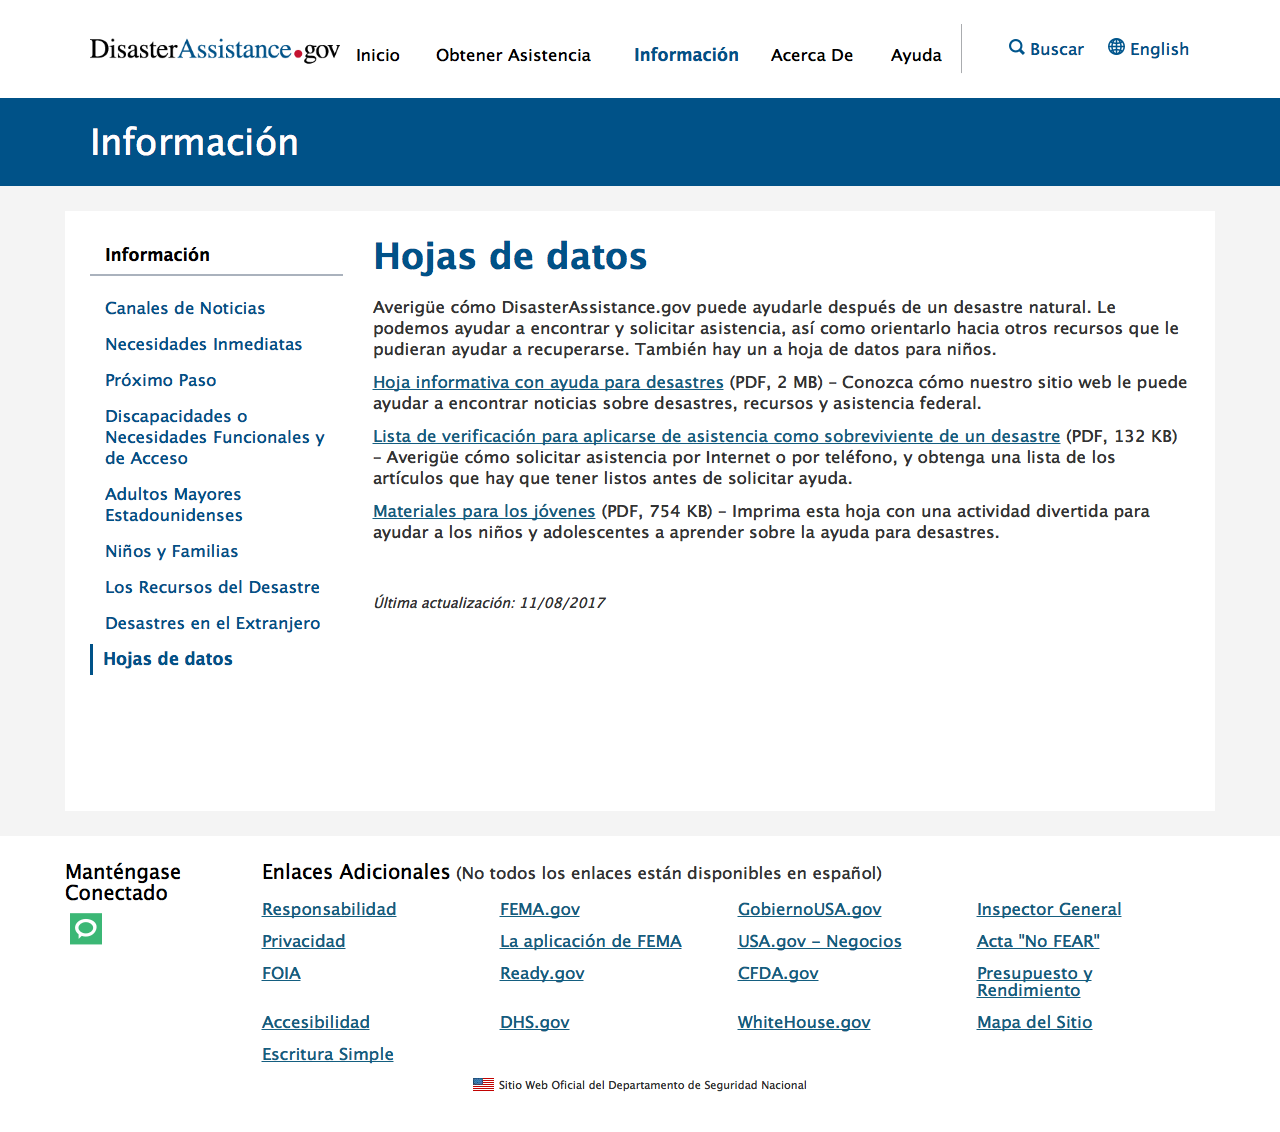 DisasterAssistance.gov
Inicio
Obtener Asistencia
Información
Acerca De
Ayuda
Buscar
English
Información
Información
Canales de Noticias
Necesidades Inmediatas
Próximo Paso
Discapacidades o
Necesidades Funcionales y
de Acceso
Adultos Mayores
Estadounidenses
Niños y Familias
Los Recursos del Desastre
Desastres en el Extranjero
Hojas de datos
Hojas de datos
Averigüe cómo DisasterAssistance.gov puede ayudarle después de un desastre natural. Le
podemos ayudar a encontrar y solicitar asistencia, así como orientarlo hacia otros recursos que le
pudieran ayudar a recuperarse. También hay un a hoja de datos para niños.
Hoja informativa con ayuda para desastres (PDF, 2 MB) – Conozca cómo nuestro sitio web le puede
ayudar a encontrar noticias sobre desastres, recursos y asistencia federal.
Lista de verificación para aplicarse de asistencia como sobreviviente de un desastre (PDF, 132 KB)
– Averigüe cómo solicitar asistencia por Internet o por teléfono, y obtenga una lista de los
artículos que hay que tener listos antes de solicitar ayuda.
Materiales para los jóvenes (PDF, 754 KB) – Imprima esta hoja con una actividad divertida para
ayudar a los niños y adolescentes a aprender sobre la ayuda para desastres.
Última actualización: 11/08/2017
Manténgase
Conectado
Enlaces Adicionales (No todos los enlaces están disponibles en español)
Responsabilidad
FEMA.gov
GobiernoUSA.gov
Inspector General
Privacidad
La aplicación de FEMA
USA.gov – Negocios
Acta "No FEAR"
FOIA
Ready.gov
CFDA.gov
Presupuesto y
Rendimiento
Accesibilidad
DHS.gov
WhiteHouse.gov
Mapa del Sitio
Escritura Simple
Sitio Web Oficial del Departamento de Seguridad Nacional